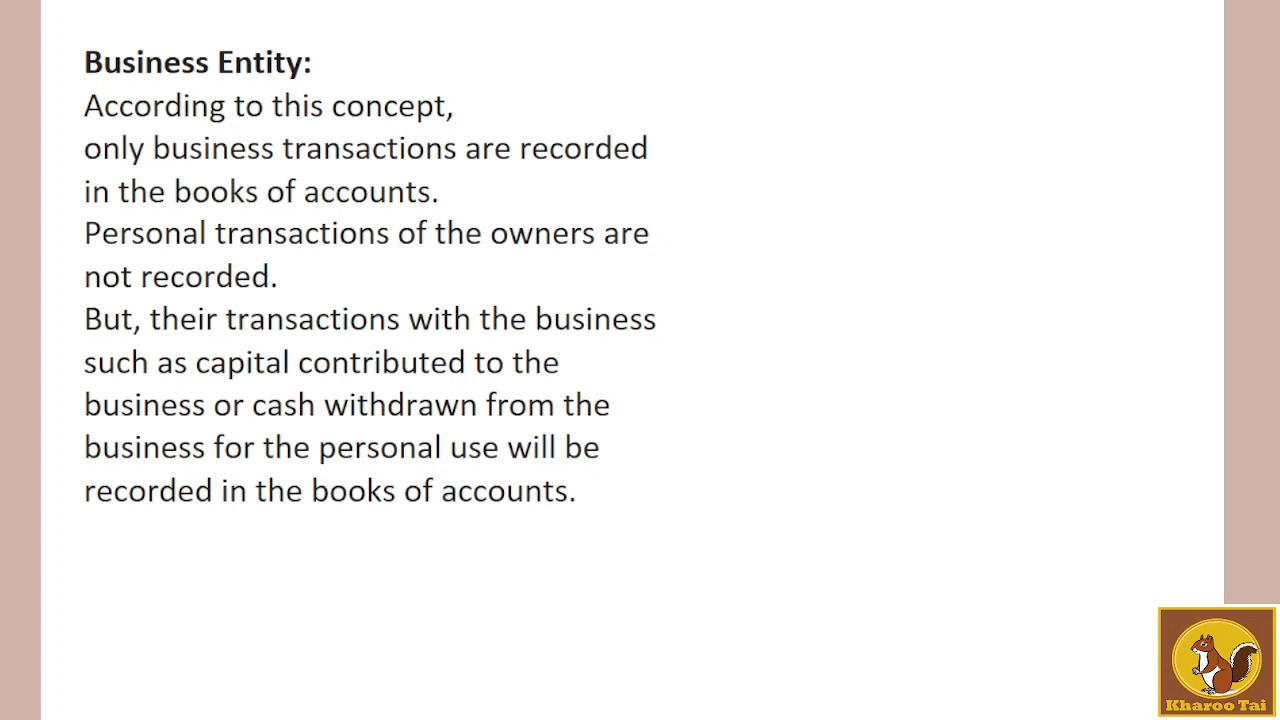 Business Entity:
According to this concept,
only business transactions are recorded
in the books of accounts.
Personal transactions of the owners are
not recorded.
But, their transactions with the business
such as capital contributed to the
business or cash withdrawn from the
business for the personal use will be
recorded in the books of accounts.
Kharoo Tai